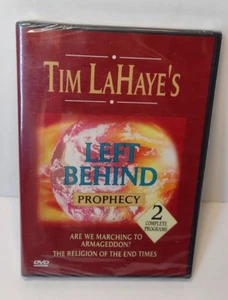 TIM LAHAYE'S
LEFT
BEHIND
PROPHECY
2
COMPLETE
PROGRAMS
ARE WE MARCHING TO
ARMAGEDDON?
THE RELIGION OF THE END TIMES
DVD